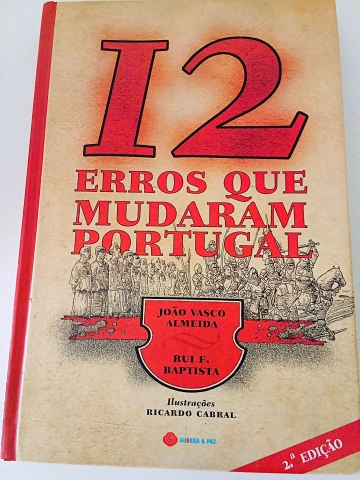 12
ERROS QUE
MUDARAM
PORTUGAL
JOÃO VASCO
ALMEIDA
RUI F.
BAPTISTA
Ilustrações
RICARDO CABRAL
GUERRA & PAZ
2.ª EDIÇÃO